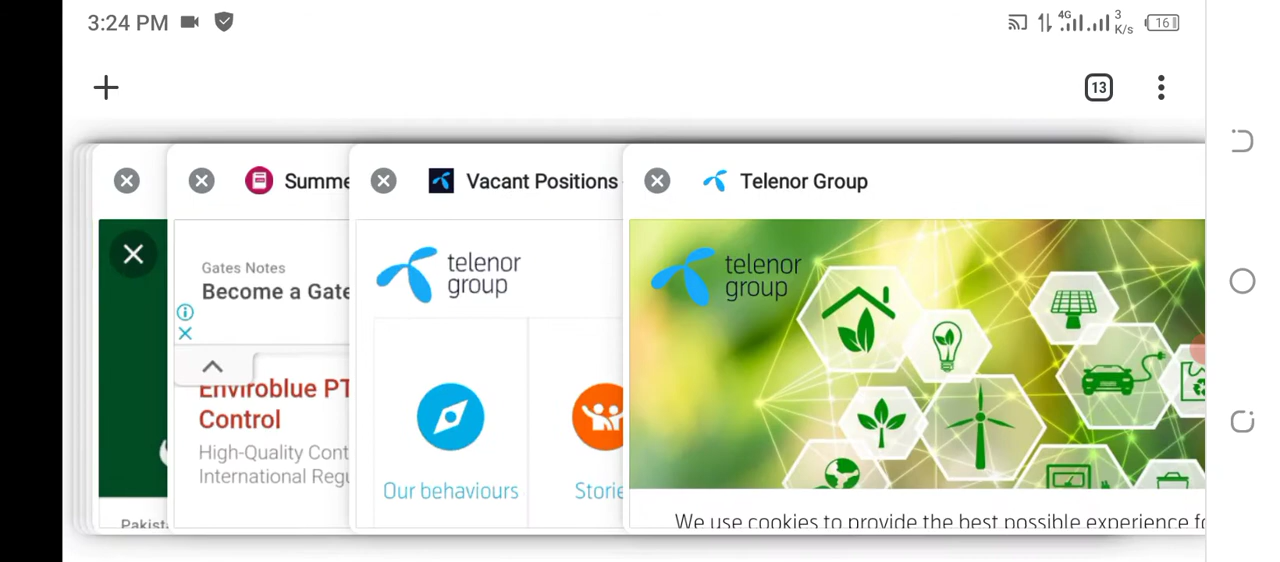 3:24 PM
4G
3
K/s
16
13
Summe
Vacant Positions
Telenor Group
Gates Notes
Become a Gate
Enviroblue PT
Control
High-Quality Cont
International Regu
Pakist
telenor
group
Our behaviours
Storie
telenor
group
We use cookies to provide the best possible experience fo